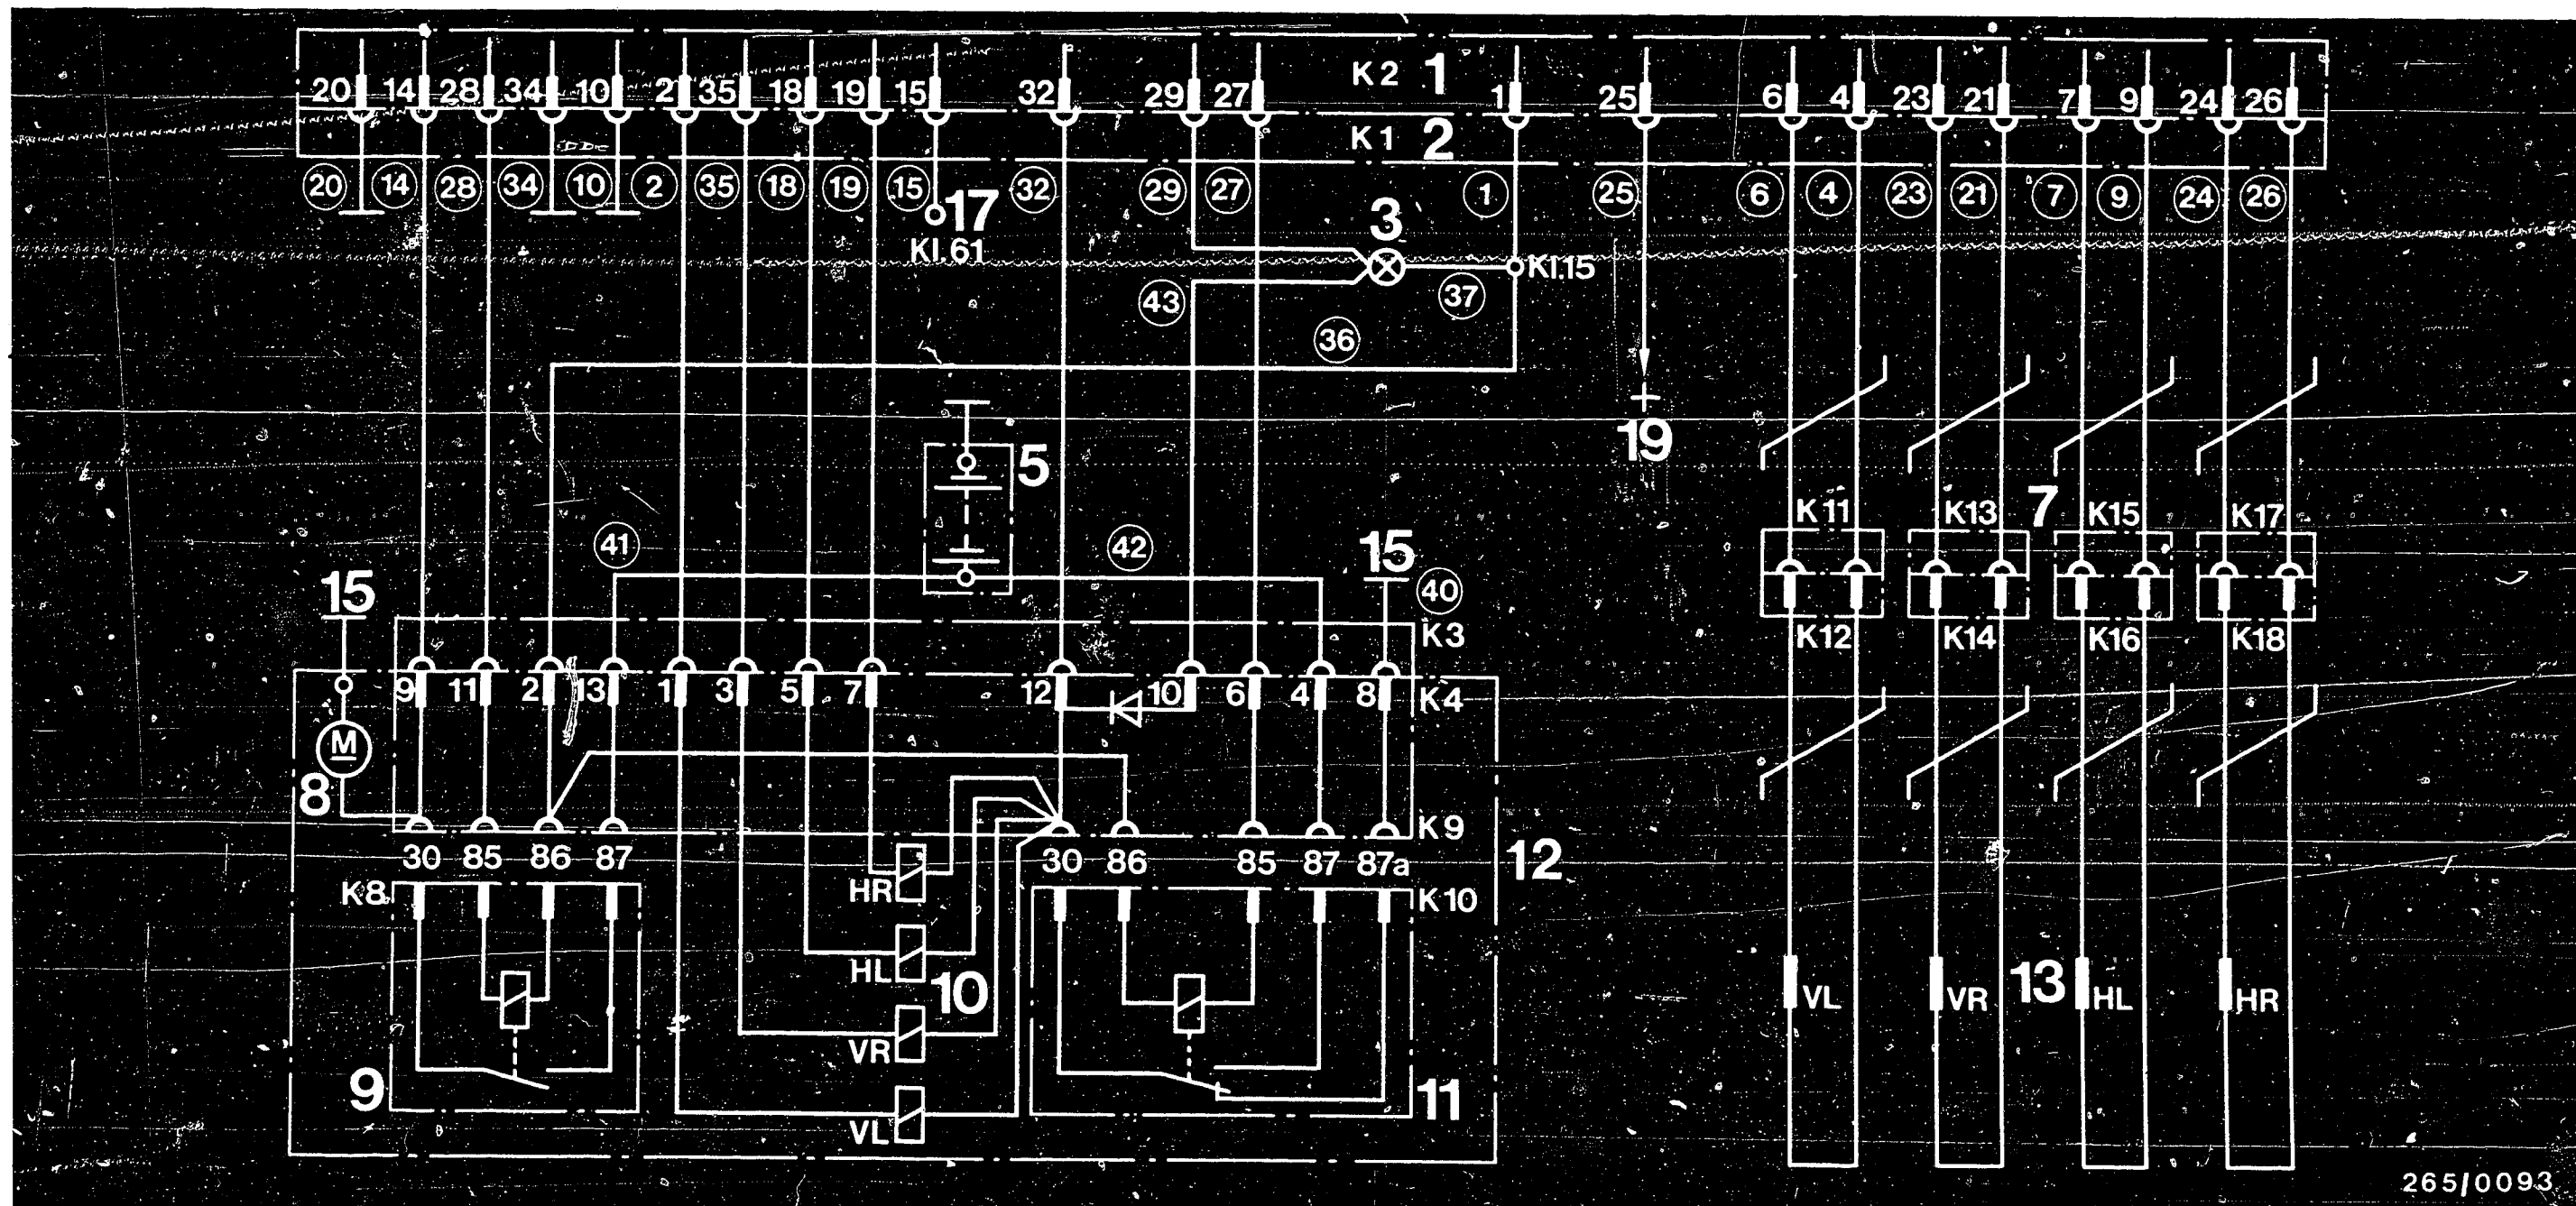 20 14 28 34 10 2 35 18 19 15 32 29 27 K2 1 1 25 6 4 23 21 7 9 24 26
K1 2
20 14 28 34 10 2 35 18 19 15 32 29 27 1 25 6 4 23 21 7 9 24 26
17
Kl.61
3
Kl.15
43 37
36
5
19
K11 K13 7 K15 K17
41 42 15 40
15
K3
K12 K14 K16 K18
9 11 2 13 1 3 5 7 12 10 6 4 8 K4
M
8
K9
30 85 86 87 30 86 85 87 87a 12
K8 HR K10
HL 10
VR
VL
9 11
VL VR 13 HL HR
265/0093